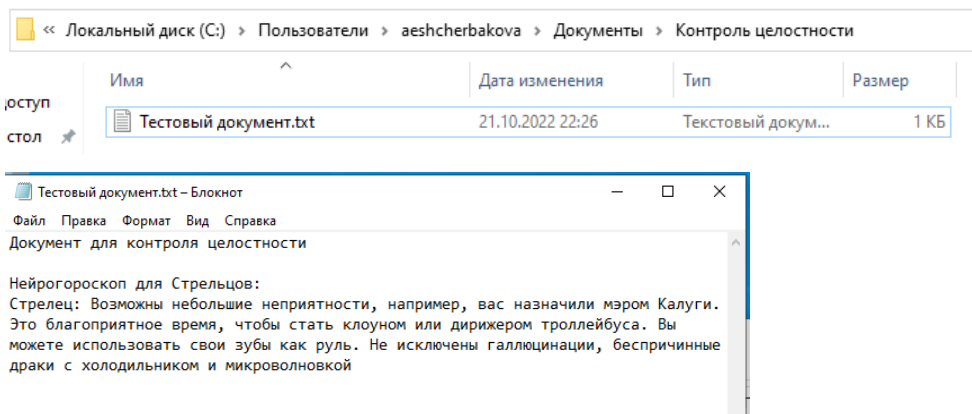 « Локальный диск (C:) › Пользователи › aeshcherbakova › Документы › Контроль целостности
Имя Дата изменения Тип Размер
доступ
стол
Тестовый документ.txt 21.10.2022 22:26 Текстовый докум... 1 КБ
Тестовый документ.txt – Блокнот
Файл Правка Формат Вид Справка
Документ для контроля целостности
Нейрогороскоп для Стрельцов:
Стрелец: Возможны небольшие неприятности, например, вас назначили мэром Калуги.
Это благоприятное время, чтобы стать клоуном или дирижером троллейбуса. Вы
можете использовать свои зубы как руль. Не исключены галлюцинации, беспричинные
драки с холодильником и микроволновкой